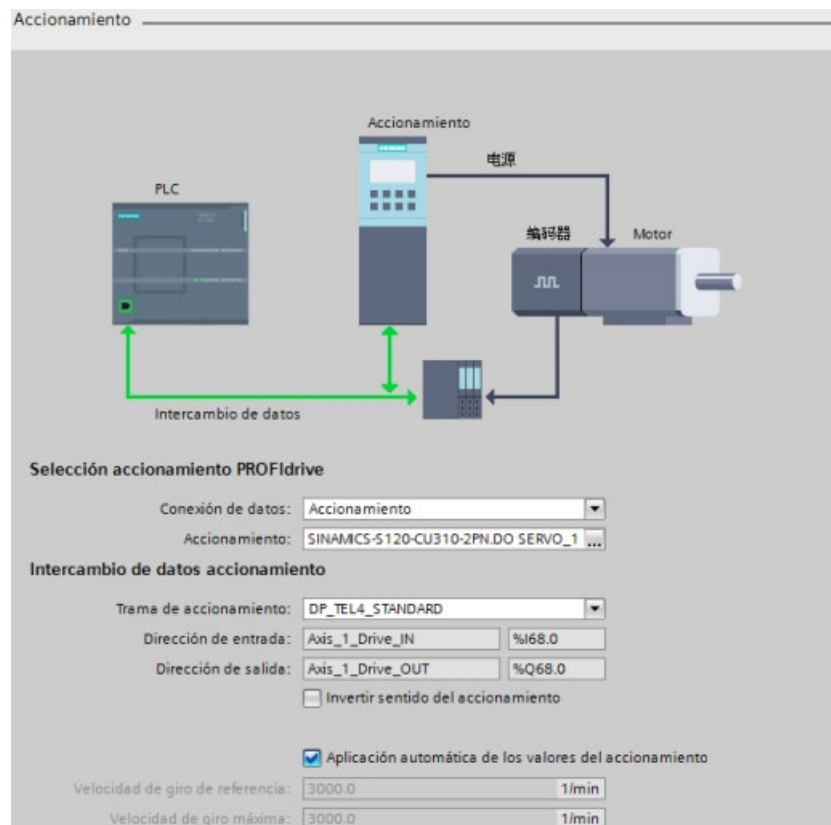 Accionamiento
Accionamiento
电源
PLC
编码器
Motor
Intercambio de datos
Selección accionamiento PROFIdrive
Conexión de datos: Accionamiento
Accionamiento: SINAMICS-S120-CU310-2PN.DO SERVO_1 ...
Intercambio de datos accionamiento
Trama de accionamiento: DP_TEL4_STANDARD
Dirección de entrada: Axis_1_Drive_IN %I68.0
Dirección de salida: Axis_1_Drive_OUT %Q68.0
Invertir sentido del accionamiento
Aplicación automática de los valores del accionamiento
Velocidad de giro de referencia: 3000.0 1/min
Velocidad de giro máxima: 3000.0 1/min